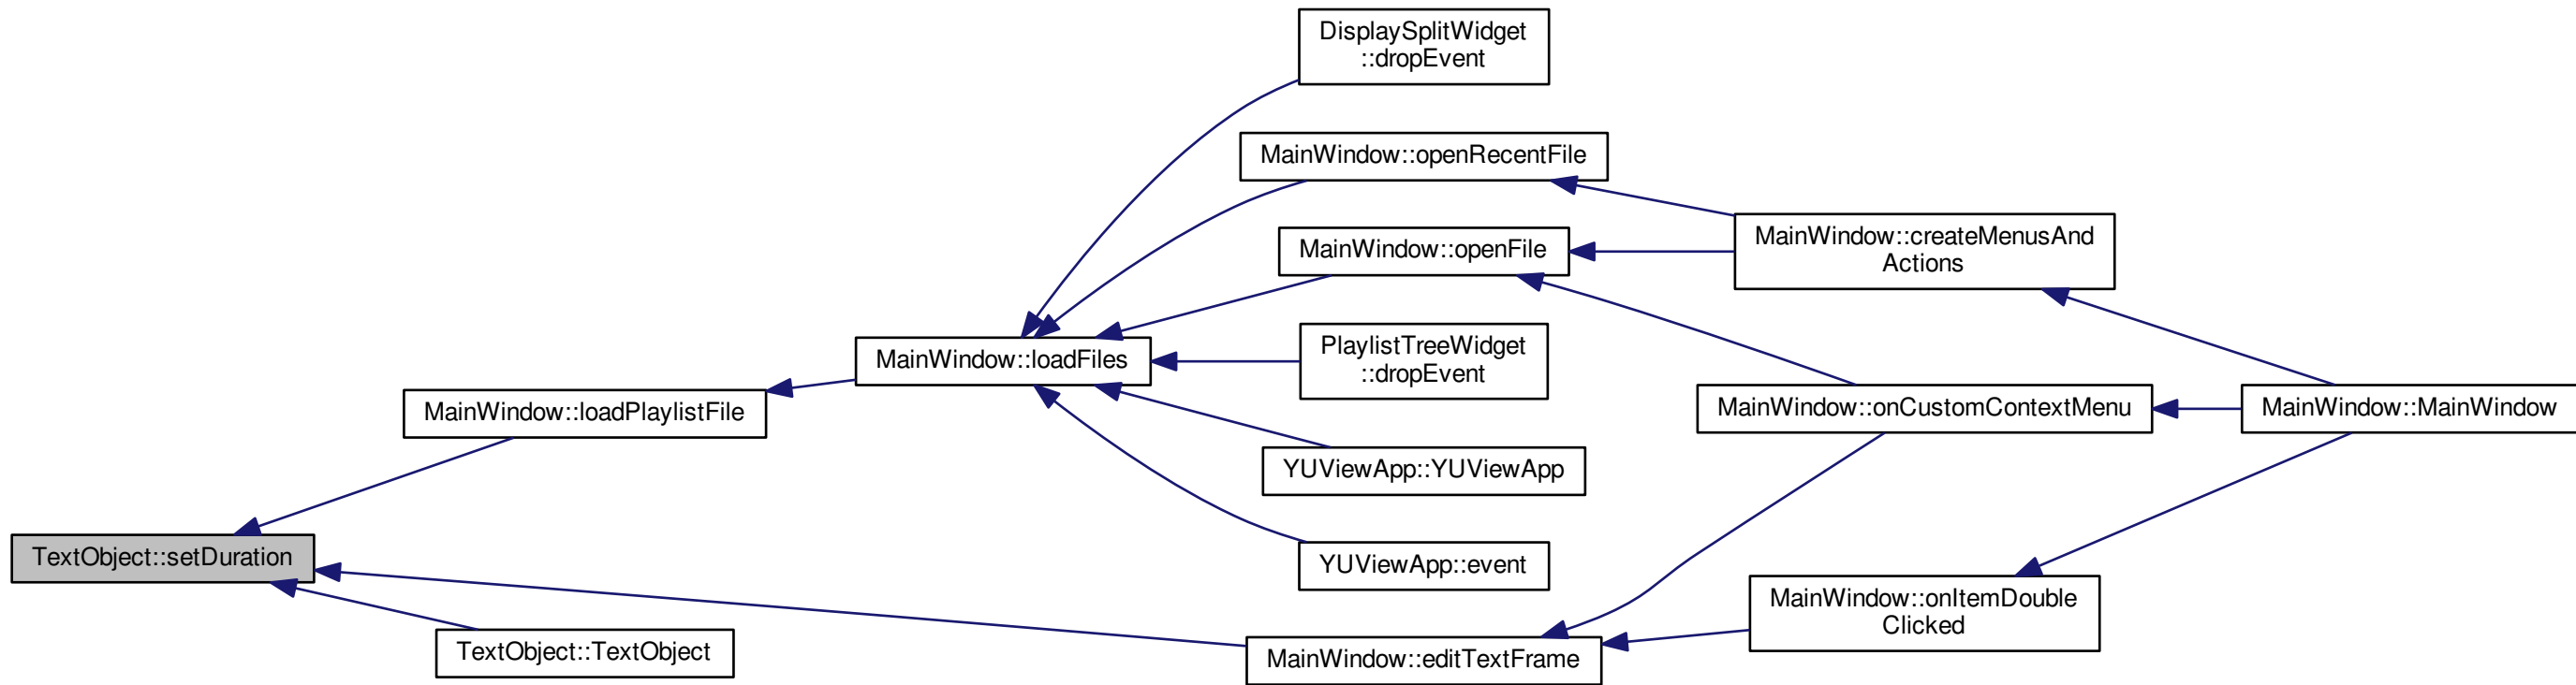 DisplaySplitWidget
::dropEvent
MainWindow::openRecentFile
MainWindow::createMenusAnd
Actions
MainWindow::openFile
PlaylistTreeWidget
::dropEvent
MainWindow::loadFiles
MainWindow::loadPlaylistFile
MainWindow::onCustomContextMenu
MainWindow::MainWindow
YUViewApp::YUViewApp
TextObject::setDuration
YUViewApp::event
MainWindow::onItemDouble
Clicked
TextObject::TextObject
MainWindow::editTextFrame